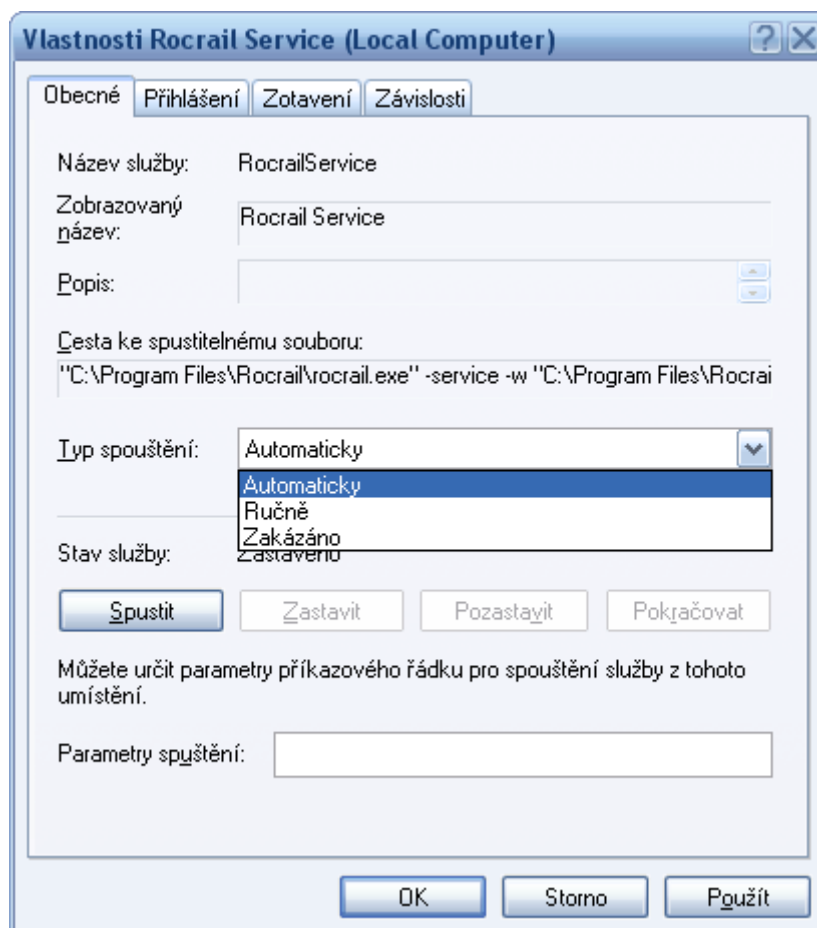 Vlastnosti Rocrail Service (Local Computer)
Obecné Přihlášení Zotavení Závislosti
Název služby: RocrailService
Zobrazovaný
název: Rocrail Service
Popis:
Cesta ke spustitelnému souboru:
"C:\Program Files\Rocrail\rocrail.exe" -service -w "C:\Program Files\Rocrai
Typ spouštění: Automaticky
Automaticky
Ručně
Zakázáno
Stav služby: Zastaveno
Spustit Zastavit Pozastavit Pokračovat
Můžete určit parametry příkazového řádku pro spouštění služby z tohoto
umístění.
Parametry spuštění:
OK Storno Použít